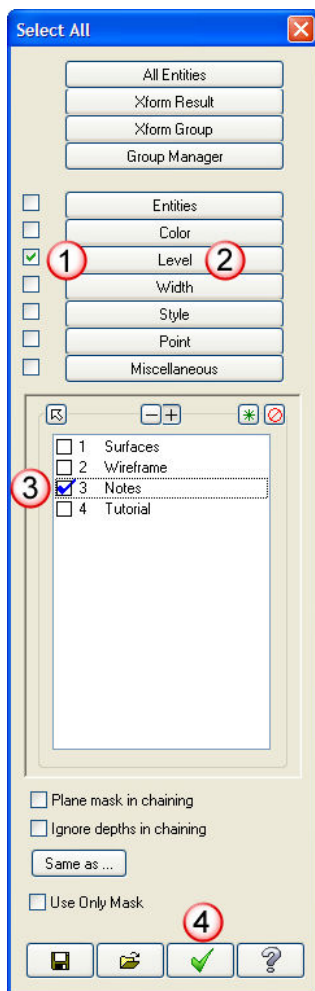 Select All
All Entities
Xform Result
Xform Group
Group Manager
Entities
1 Level 2
Color
Width
Style
Point
Miscellaneous
1 Surfaces
2 Wireframe
3 3 Notes
4 Tutorial
Plane mask in chaining
Ignore depths in chaining
Same as ...
Use Only Mask
4
?